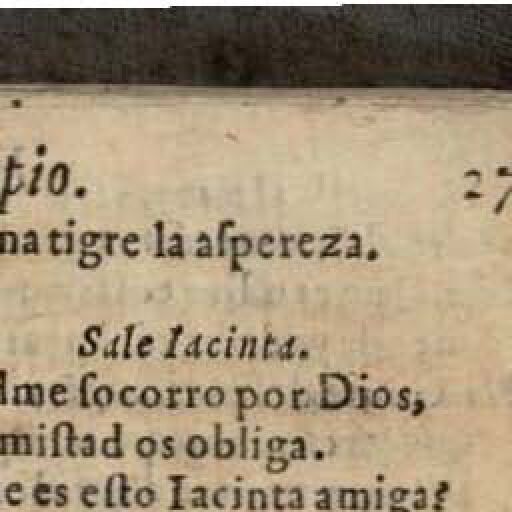 pio. 27
na tigre la aſpereza.
Sale Iacinta.
dme ſocorro por Dios,
miſtad os obliga.
e es eſto Iacinta amiga?